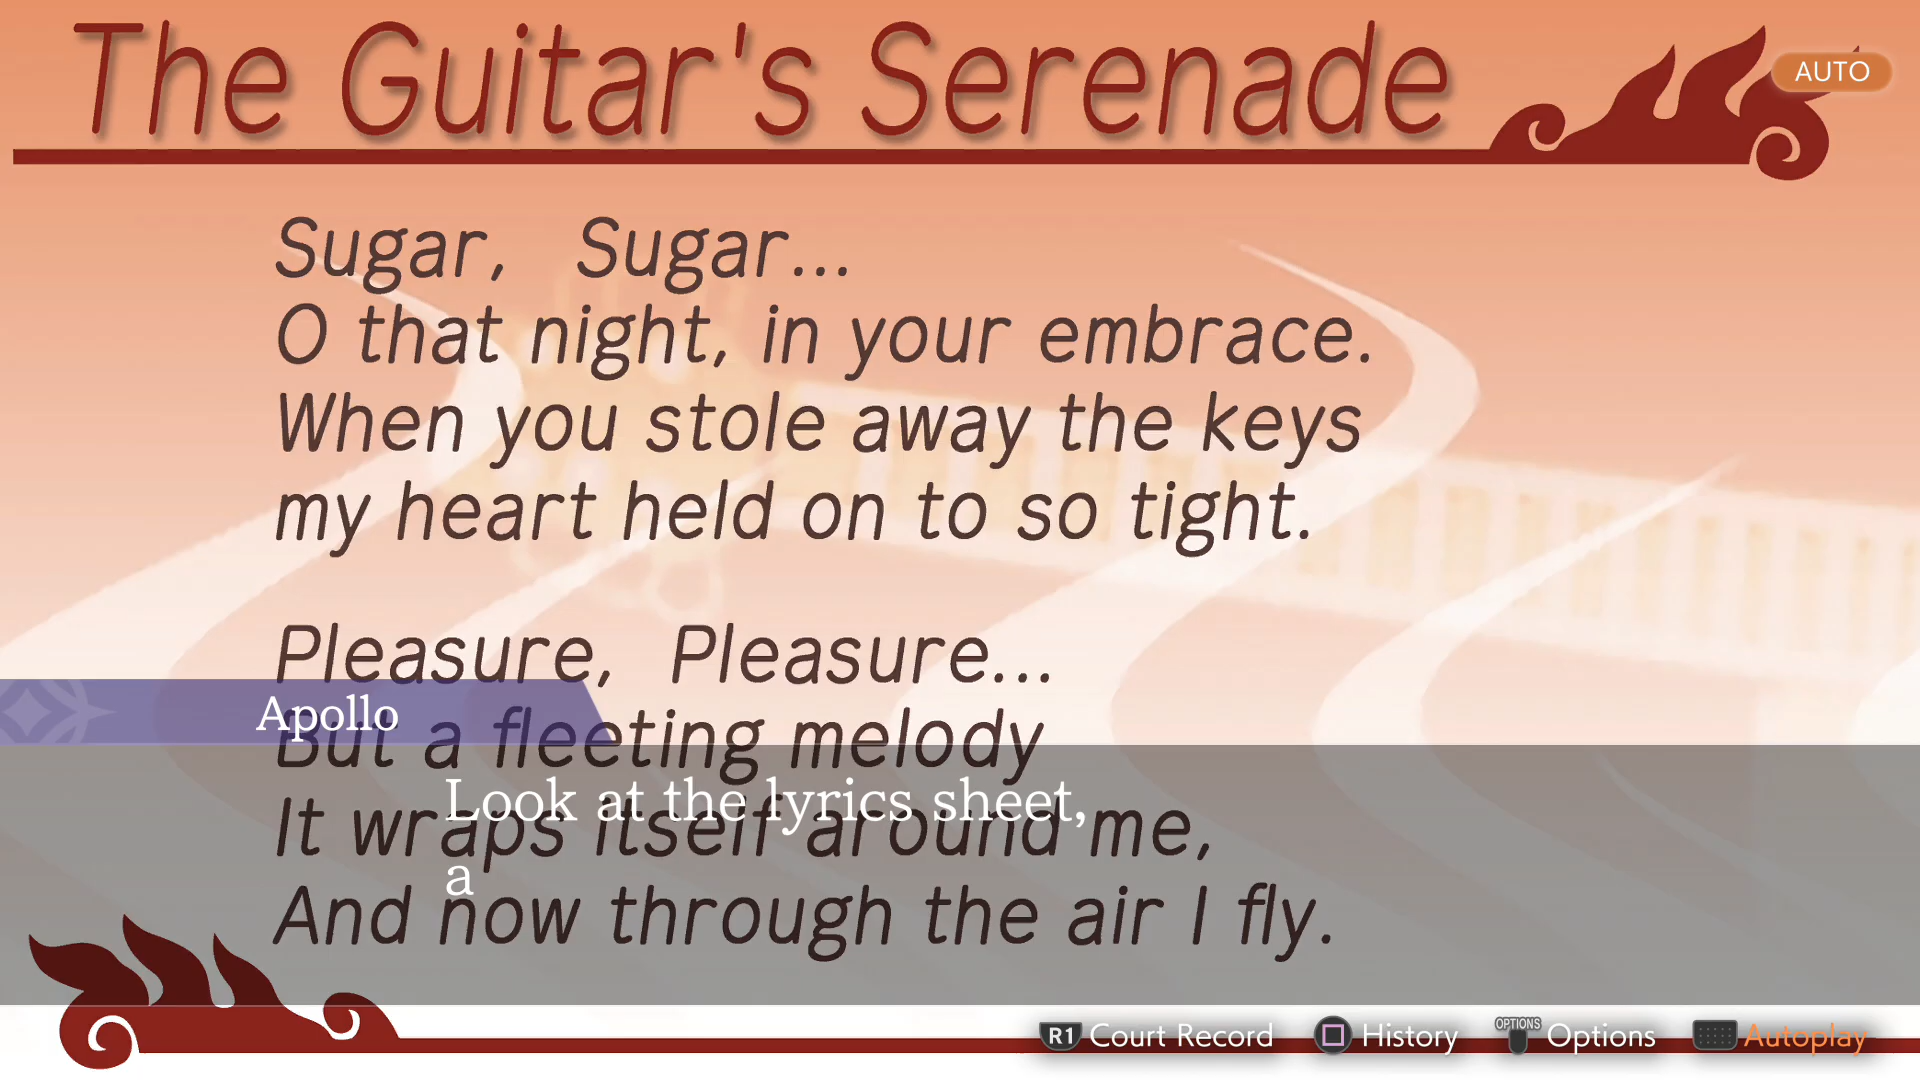 The Guitar's Serenade
AUTO
Sugar, Sugar...
O that night, in your embrace.
When you stole away the keys
my heart held on to so tight.
Pleasure, Pleasure...
But a fleeting melody
It wraps itself around me,
And now through the air I fly.
Apollo
Look at the lyrics sheet,
a
R1 Court Record
History
OPTIONS Options
Autoplay